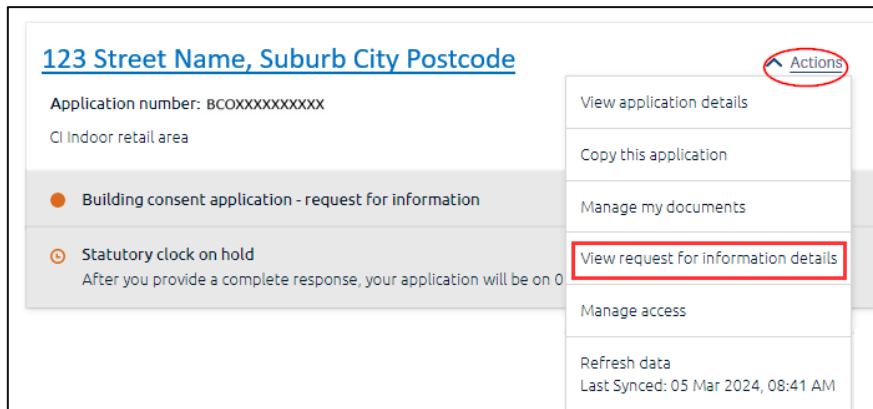 123 Street Name, Suburb City Postcode
Actions
Application number: BCOXXXXXXXXXX
CI Indoor retail area
Building consent application - request for information
Statutory clock on hold
After you provide a complete response, your application will be on 0
View application details
Copy this application
Manage my documents
View request for information details
Manage access
Refresh data
Last Synced: 05 Mar 2024, 08:41 AM